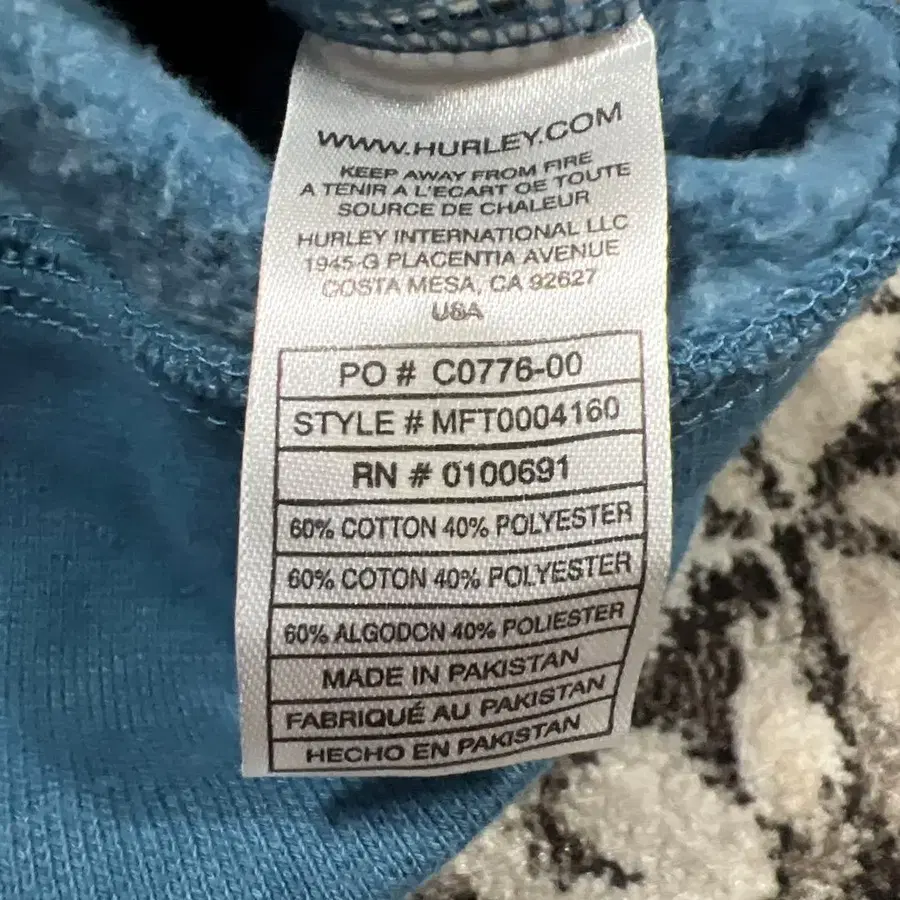 WWW.HURLEY.COM
KEEP AWAY FROM FIRE
A TENIR A L'ECART OE TOUTE
SOURCE DE CHALEUR
HURLEY INTERNATIONAL LLC
1945-G PLACENTIA AVENUE
COSTA MESA, CA 92627
USA
PO # C0776-00
STYLE # MFT0004160
RN # 0100691
60% COTTON 40% POLYESTER
60% COTON 40% POLYESTER
60% ALGODON 40% POLIESTER
MADE IN PAKISTAN
FABRIQUÉ AU PAKISTAN
HECHO EN PAKISTAN